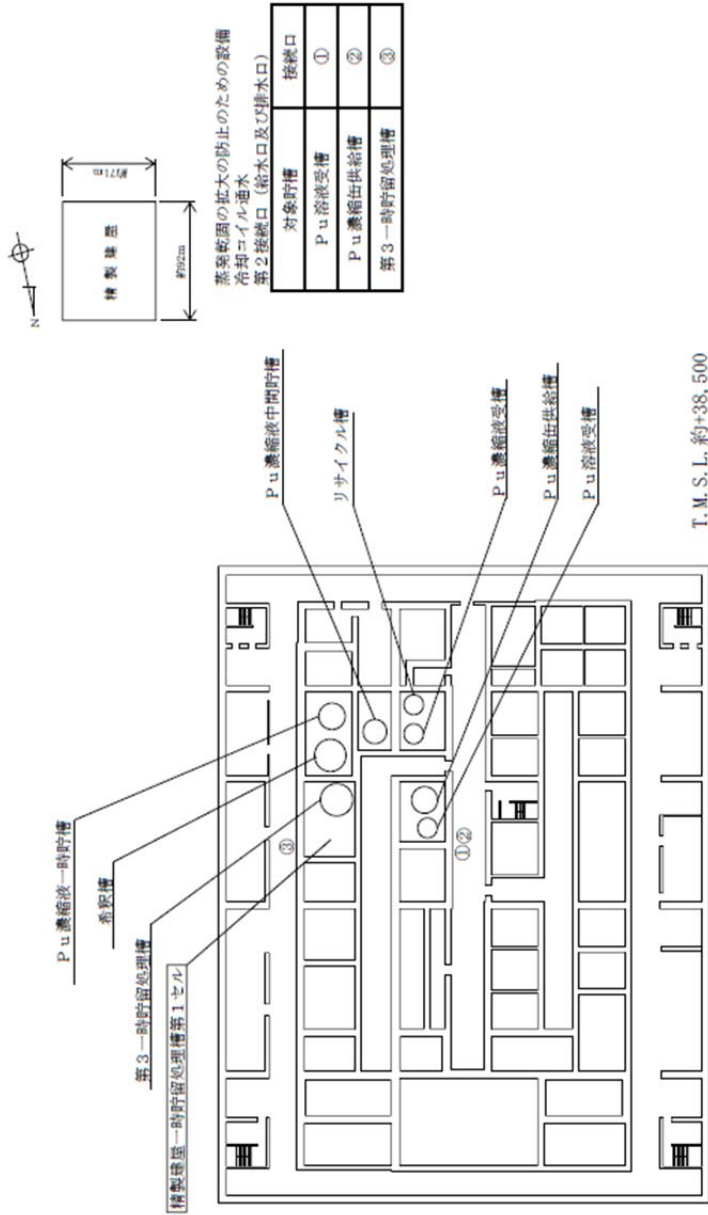 N
精製建屋
約71m
約92m
蒸発乾固の拡大の防止のための設備
冷却コイル通水
第2接続口（給水口及び排水口）
対象貯槽 接続口
Pu溶液受槽 ①
Pu濃縮缶供給槽 ②
第3一時貯留処理槽 ③
Pu濃縮液一時貯槽
希釈槽
第3一時貯留処理槽
精製建屋一時貯留処理槽第1セル
Pu濃縮液中間貯槽
リサイクル槽
Pu濃縮液受槽
Pu濃縮缶供給槽
Pu溶液受槽
③
①②
T.M.S.L.約+38,500